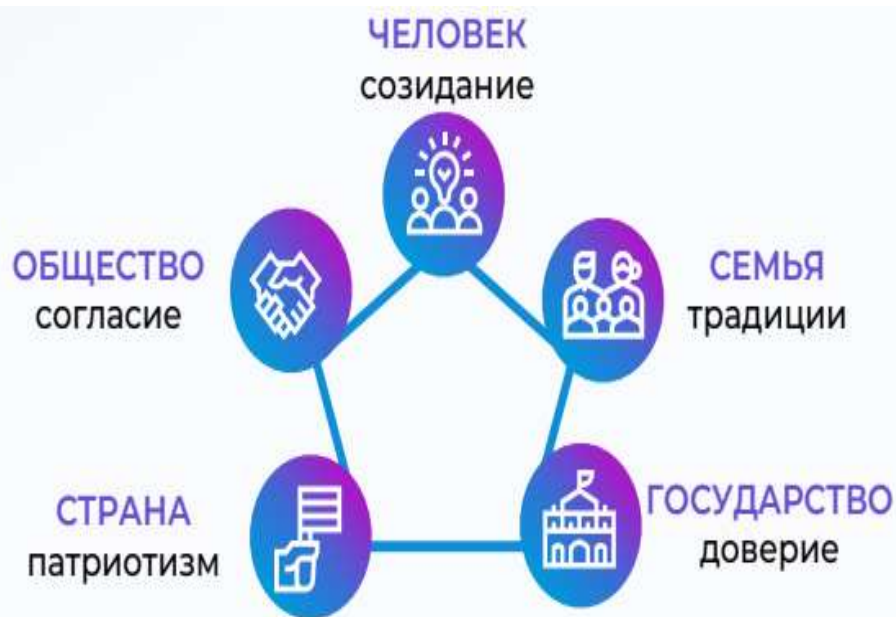 ЧЕЛОВЕК
созидание
ОБЩЕСТВО
согласие
СЕМЬЯ
традиции
СТРАНА
патриотизм
ГОСУДАРСТВО
доверие